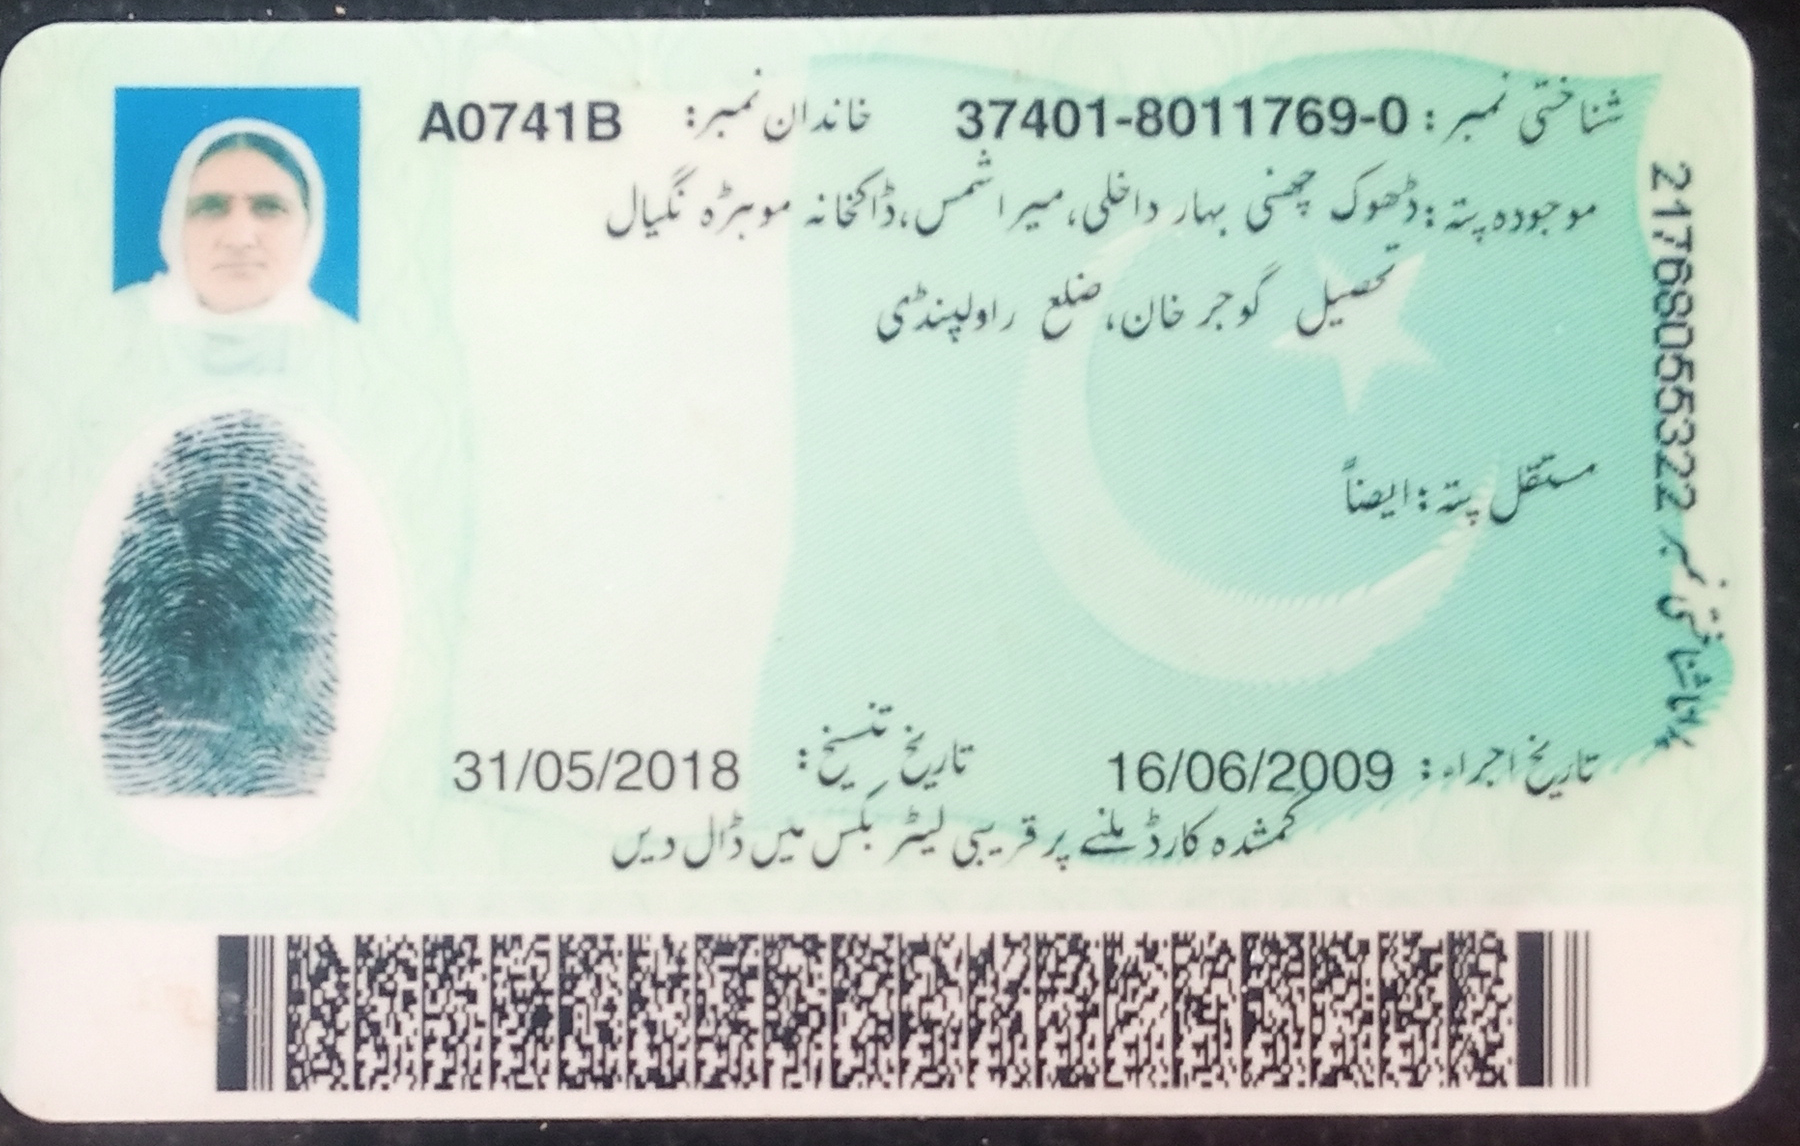 شناختی نمبر: 37401-8011769-0 خاندان نمبر: A0741B
موجودہ پتہ: ڈھوک چھنی بہار داخلی، میرا شمس، ڈاکخانہ موہڑہ نگیال
تحصیل گوجر خان، ضلع راولپنڈی
مستقل پتہ: ایضاً
تاریخ اجراء: 16/06/2009 تاریخ تنسیخ: 31/05/2018
گمشدہ کارڈ ملنے پر قریبی لیٹر بکس میں ڈال دیں
شناختی نمبر 21768055322